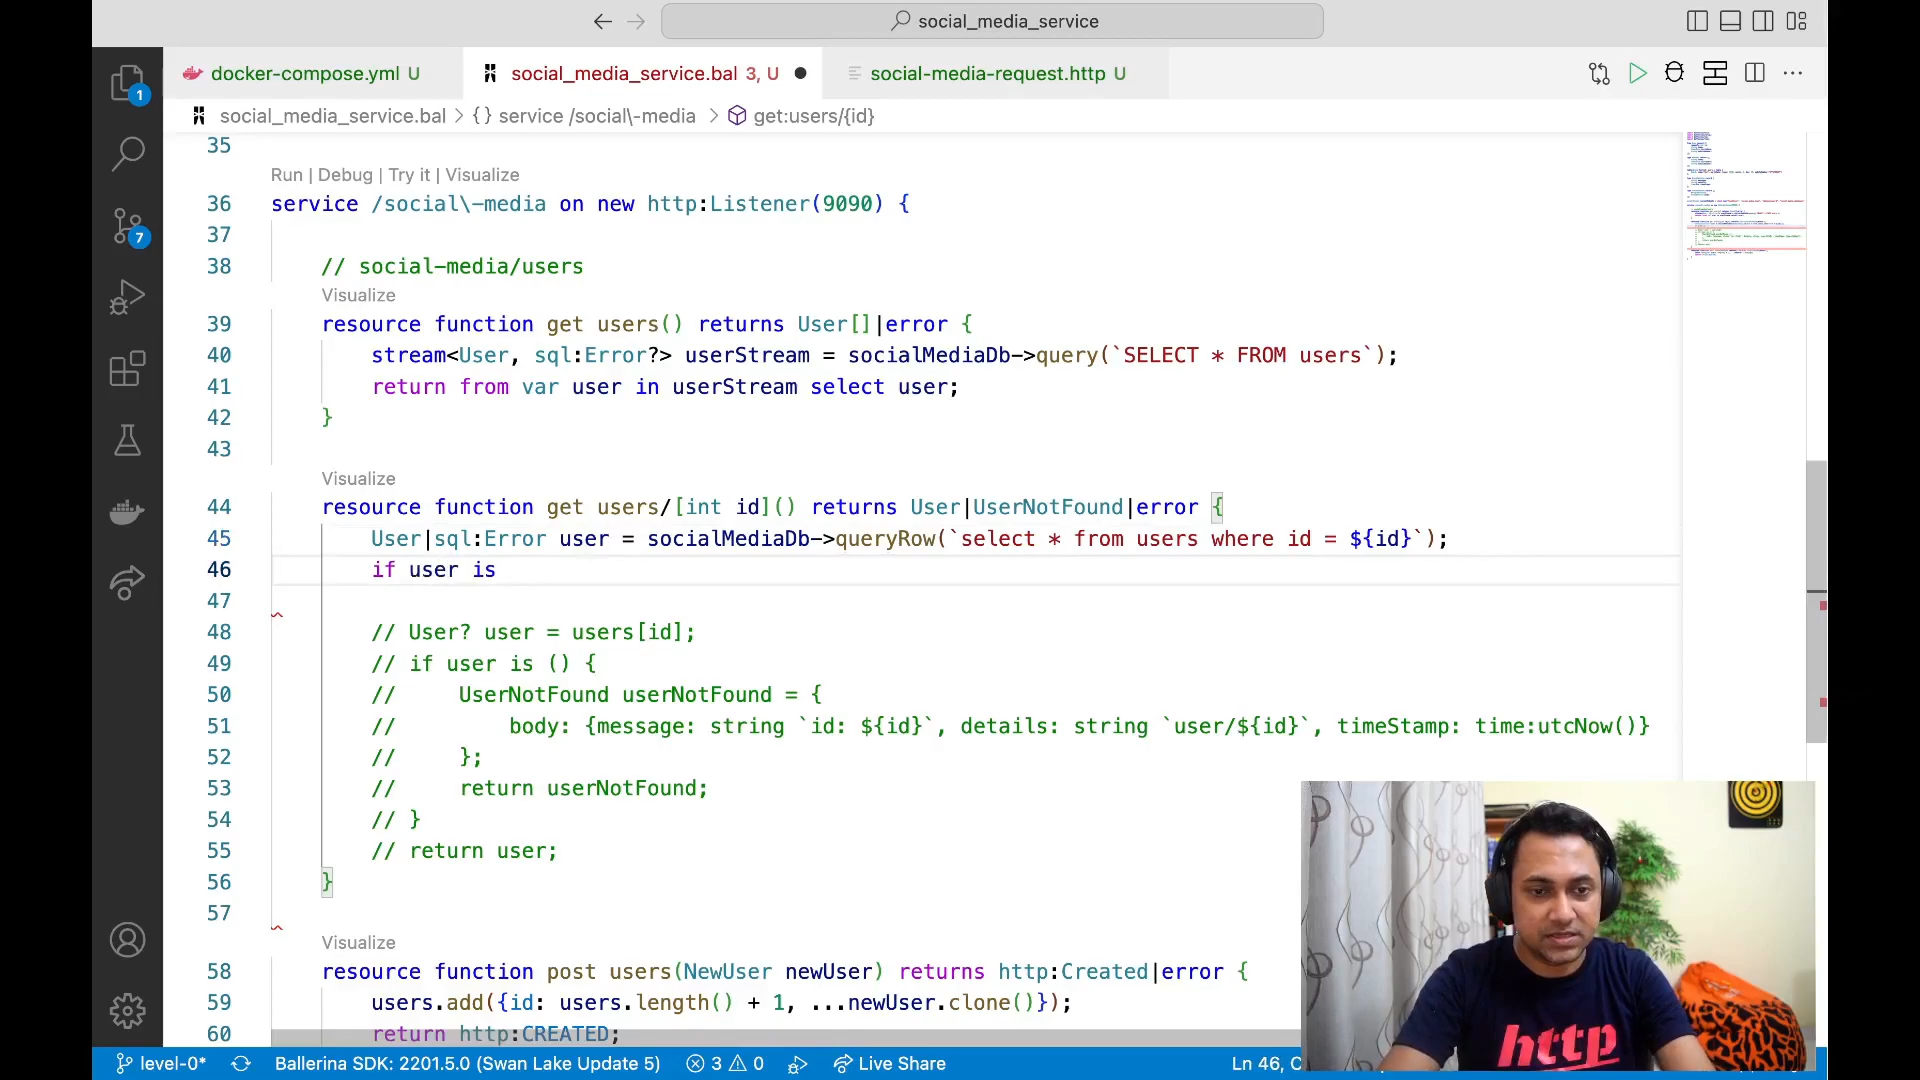 social_media_service
docker-compose.yml U
social_media_service.bal 3, U
social-media-request.http U
social_media_service.bal > {} service /social\-media > get:users/{id}
1
7
35
Run | Debug | Try it | Visualize
36 service /social\-media on new http:Listener(9090) {
37
38 // social-media/users
Visualize
39 resource function get users() returns User[]|error {
40 stream<User, sql:Error?> userStream = socialMediaDb->query(`SELECT * FROM users`);
41 return from var user in userStream select user;
42 }
43
Visualize
44 resource function get users/[int id]() returns User|UserNotFound|error {
45 User|sql:Error user = socialMediaDb->queryRow(`select * from users where id = ${id}`);
46 if user is
47
48 // User? user = users[id];
49 // if user is () {
50 // UserNotFound userNotFound = {
51 // body: {message: string `id: ${id}`, details: string `user/${id}`, timeStamp: time:utcNow()}
52 // };
53 // return userNotFound;
54 // }
55 // return user;
56 }
57
Visualize
58 resource function post users(NewUser newUser) returns http:Created|error {
59 users.add({id: users.length() + 1, ...newUser.clone()});
60 return http:CREATED;
http
level-0* Ballerina SDK: 2201.5.0 (Swan Lake Update 5) 3 0 Live Share Ln 46, C